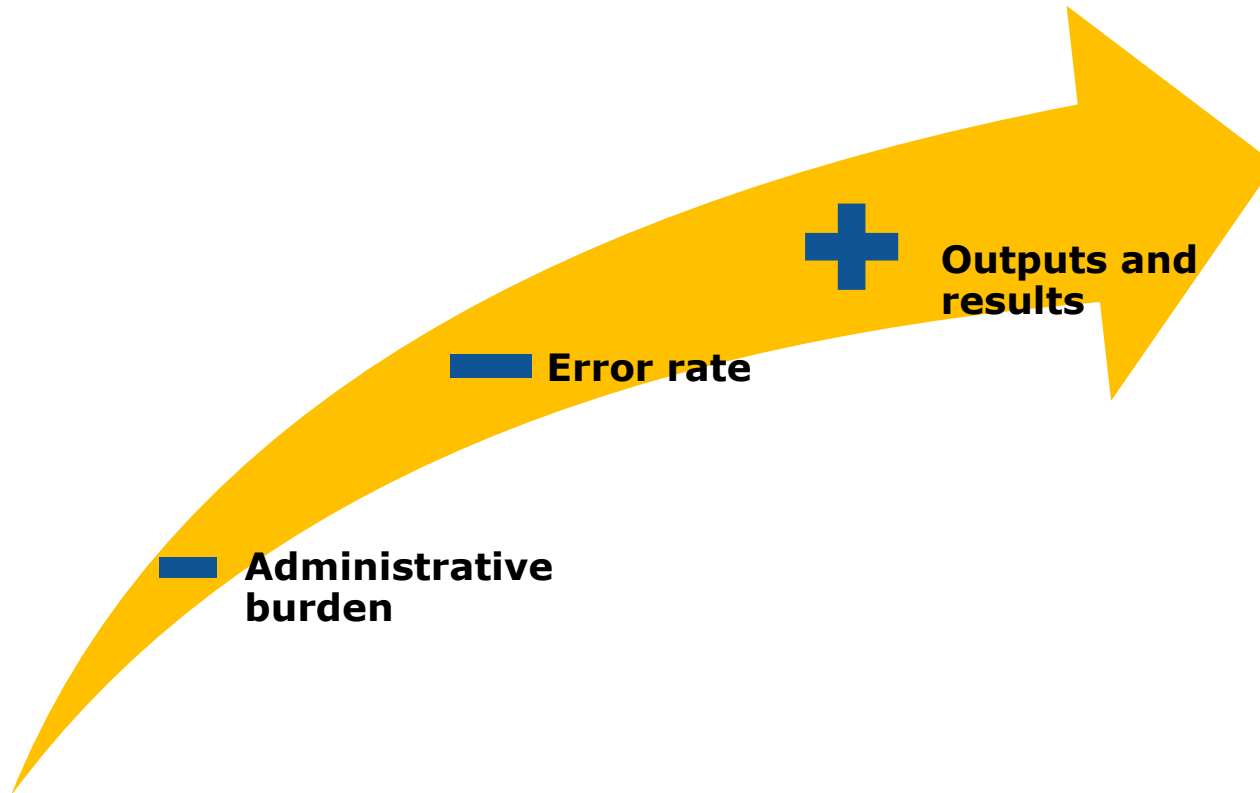 Outputs and
results
Error rate
Administrative
burden